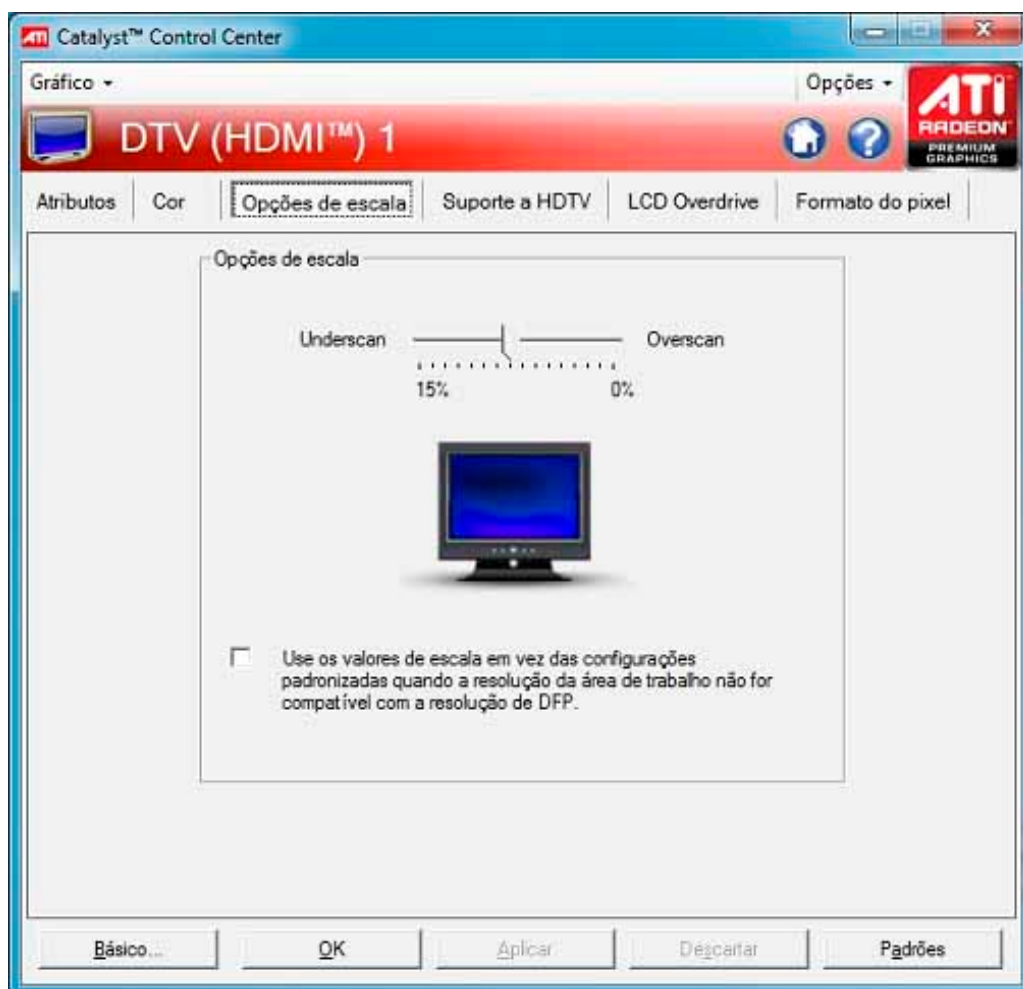 ATI Catalyst™ Control Center
Gráfico Opções
ATI
RADEON
PREMIUM
GRAPHICS
DTV (HDMI™) 1
Atributos Cor Opções de escala Suporte a HDTV LCD Overdrive Formato do pixel
Opções de escala
Underscan Overscan
15% 0%
Use os valores de escala em vez das configurações
padronizadas quando a resolução da área de trabalho não for
compatível com a resolução de DFP.
Básico... OK Aplicar Descartar Padrões